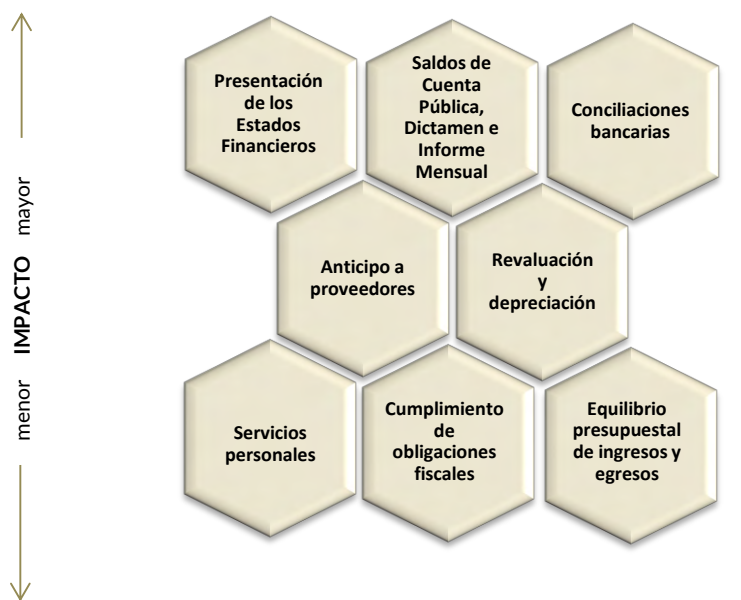 Presentación
de los
Estados
Financieros
Saldos de
Cuenta
Pública,
Dictamen e
Informe
Mensual
Conciliaciones
bancarias
Anticipo a
proveedores
Revaluación
y
depreciación
Servicios
personales
Cumplimiento
de
obligaciones
fiscales
Equilibrio
presupuestal
de ingresos y
egresos
menor IMPACTO mayor